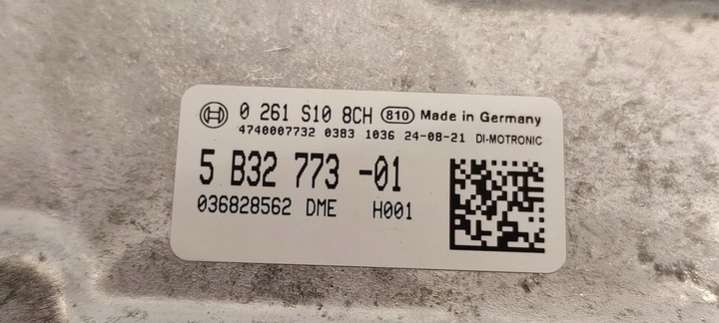 0 261 S10 8CH 810 Made in Germany
4740007732 0383 1036 24-08-21 DI-MOTRONIC
5 B32 773 -01
036828562 DME H001